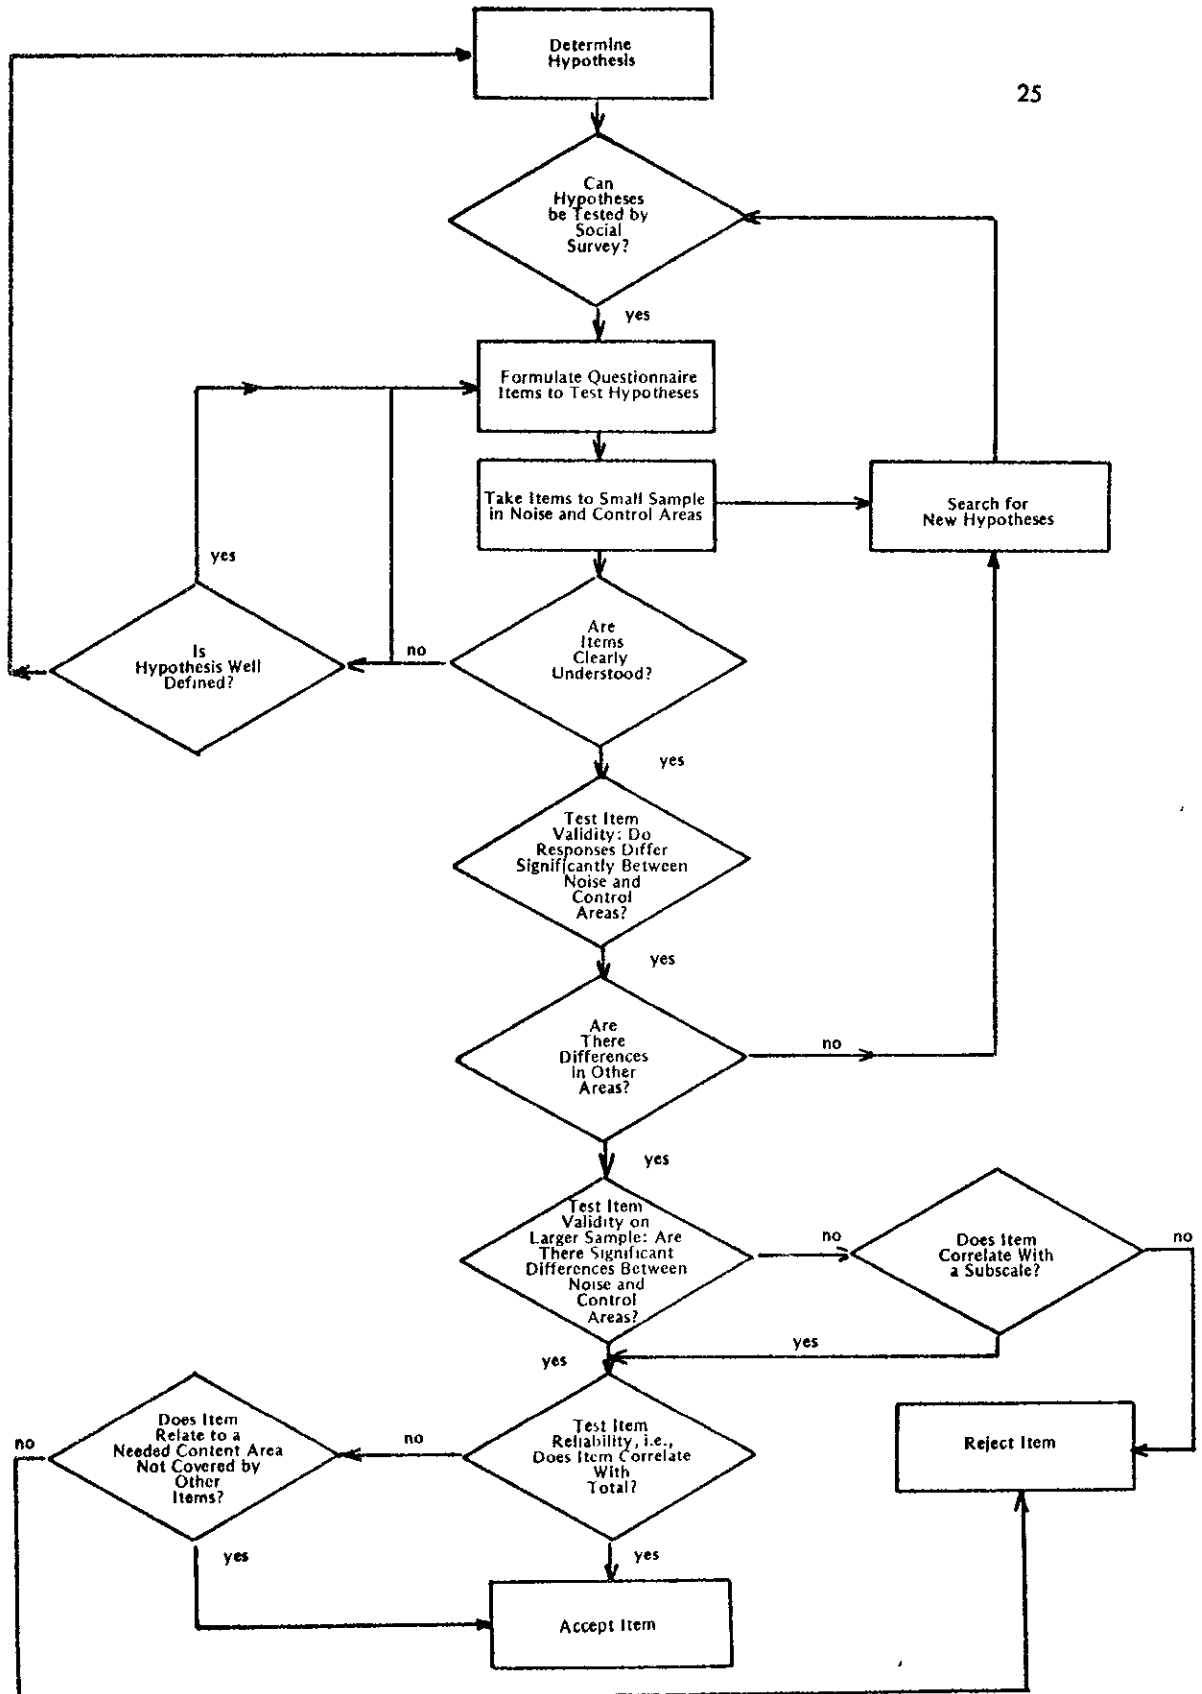 Determine
Hypothesis
25
Can
Hypotheses
be Tested by
Social
Survey?
yes
Formulate Questionnaire
Items to Test Hypotheses
Take Items to Small Sample
in Noise and Control Areas
Search for
New Hypotheses
yes
Is
Hypothesis Well
Defined?
no
Are
Items
Clearly
Understood?
yes
Test Item
Validity: Do
Responses Differ
Significantly Between
Noise and
Control
Areas?
yes
Are
There
Differences
In Other
Areas?
no
yes
Test Item
Validity on
Larger Sample: Are
There Significant
Differences Between
Noise and
Control
Areas?
no
Does Item
Correlate With
a Subscale?
no
yes
yes
no
Does Item
Relate to a
Needed Content Area
Not Covered by
Other
Items?
no
Test Item
Reliability, i.e.,
Does Item Correlate
With
Total?
Reject Item
yes
yes
Accept Item